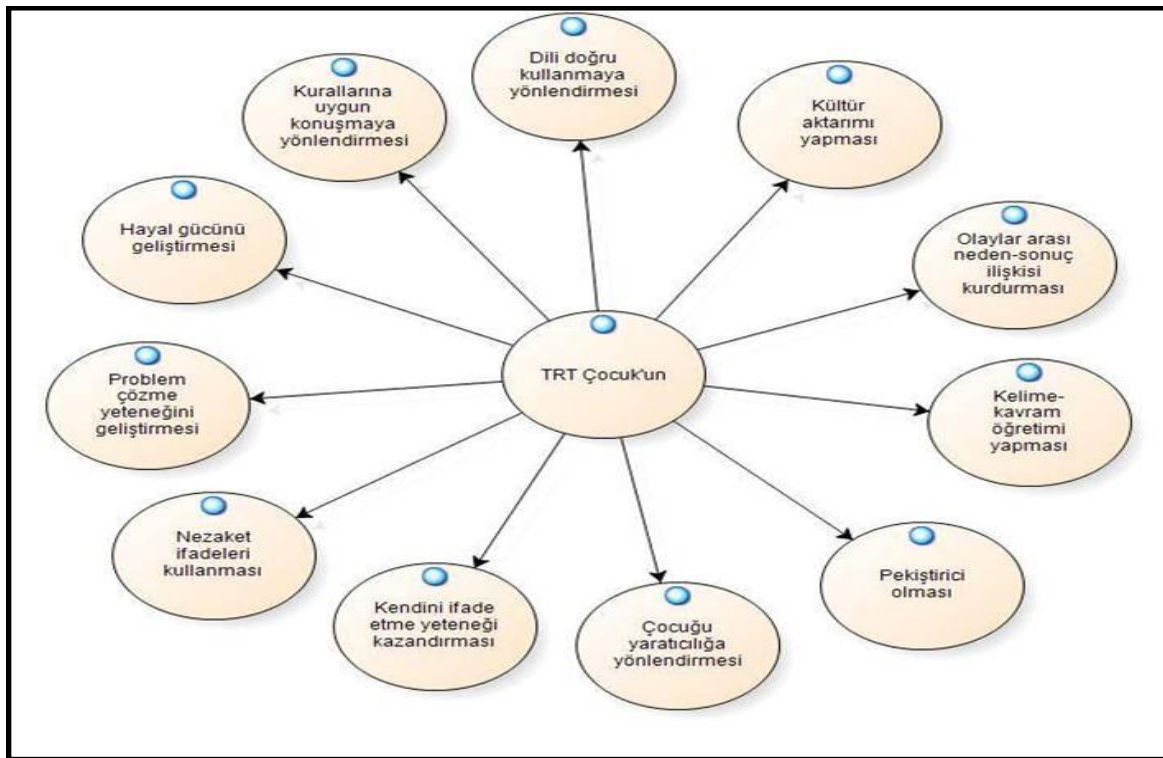 Dili doğru
kullanmaya
yönlendirmesi
Kurallarına
uygun
konuşmaya
yönlendirmesi
Kültür
aktarımı
yapması
Hayal gücünü
geliştirmesi
Olaylar arası
neden-sonuç
ilişkisi
kurdurması
TRT Çocuk'un
Problem
çözme
yeteneğini
geliştirmesi
Kelime-
kavram
öğretimi
yapması
Nezaket
ifadeleri
kullanması
Kendini ifade
etme yeteneği
kazandırması
Çocuğu
yaratıcılığa
yönlendirmesi
Pekiştirici
olması